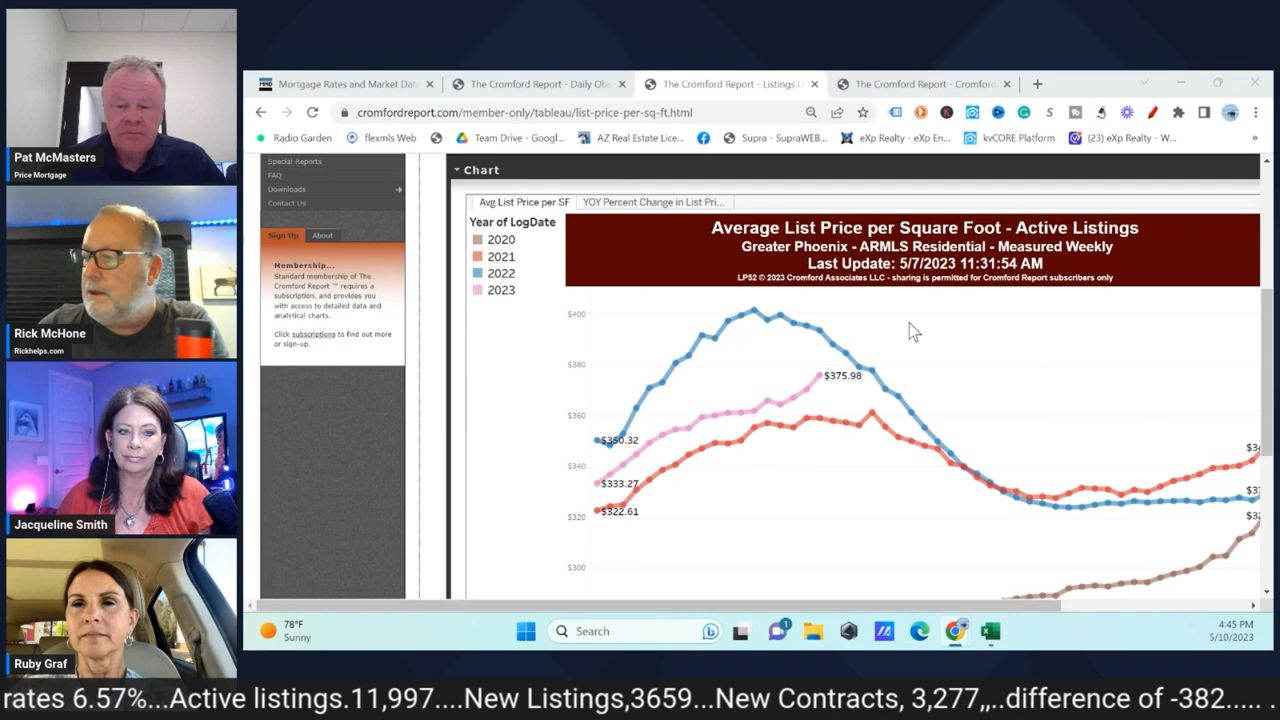 Pat McMasters
Price Mortgage
Rick McHone
Rickhelps.com
Jacqueline Smith
Ruby Graf
Mortgage Rates and Market Dat
The Cromford Report - Daily Obs
The Cromford Report - Listings U
The Cromford Report - Cromford
cromfordreport.com/member-only/tableau/list-price-per-sq-ft.html
Radio Garden
flexmls Web
Team Drive - Googl...
AZ Real Estate Lice...
Supra - SupraWEB...
eXp Realty - eXp En...
kvCORE Platform
(23) eXp Realty - W...
»
Special Reports
FAQ
Downloads
Contact Us
Sign Up
About
Membership...
Standard membership of The
Cromford Report ™ requires a
subscription, and provides you
with access to detailed data and
analytical charts.
Click subscriptions to find out more
or sign-up.
Chart
Avg List Price per SF
YOY Percent Change in List Pri...
Year of LogDate
2020
2021
2022
2023
Average List Price per Square Foot - Active Listings
Greater Phoenix - ARMLS Residential - Measured Weekly
Last Update: 5/7/2023 11:31:54 AM
LP52 © 2023 Cromford Associates LLC - sharing is permitted for Cromford Report subscribers only
$400
$380
$360
$340
$320
$300
$375.98
$350.32
$333.27
$322.61
$34
$33
$32
78°F
Sunny
Search
1
4:45 PM
5/10/2023
rates 6.57%...Active listings.11,997....New Listings,3659...New Contracts, 3,277,,..difference of -382..... .